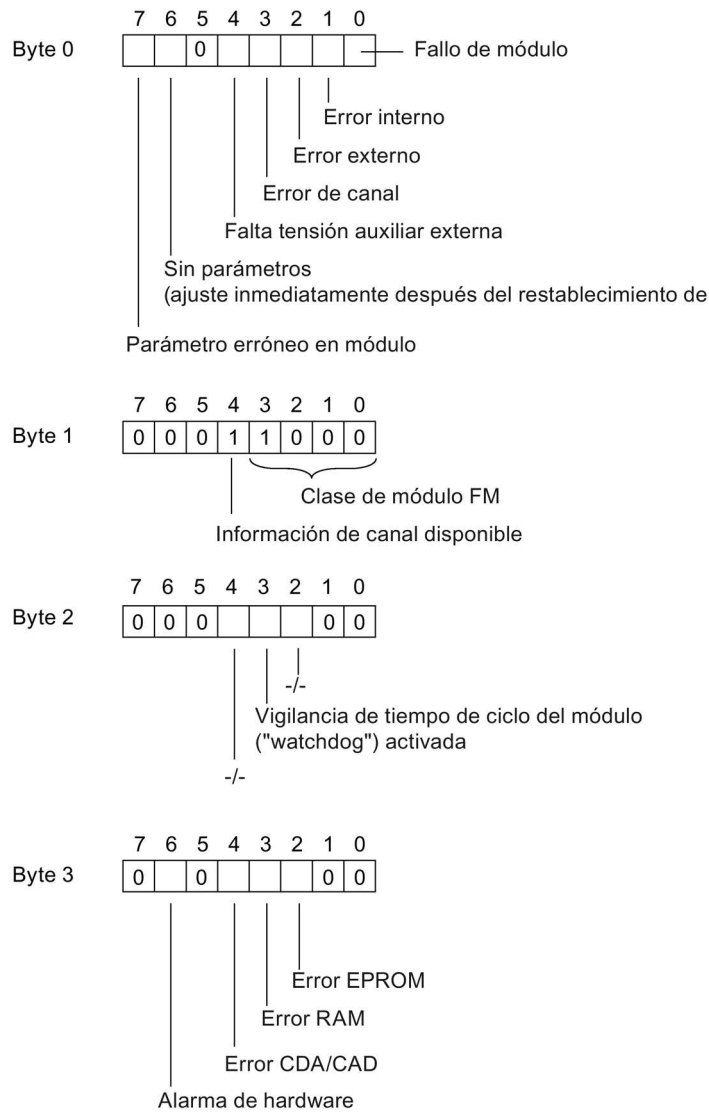 7 6 5 4 3 2 1 0
Byte 0
0
Fallo de módulo
Error interno
Error externo
Error de canal
Falta tensión auxiliar externa
Sin parámetros
(ajuste inmediatamente después del restablecimiento de
Parámetro erróneo en módulo
7 6 5 4 3 2 1 0
Byte 1
0 0 0 1 1 0 0 0
Clase de módulo FM
Información de canal disponible
7 6 5 4 3 2 1 0
Byte 2
0 0 0 0 0
-/-
Vigilancia de tiempo de ciclo del módulo
("watchdog") activada
-/-
7 6 5 4 3 2 1 0
Byte 3
0 0 0 0
Error EPROM
Error RAM
Error CDA/CAD
Alarma de hardware